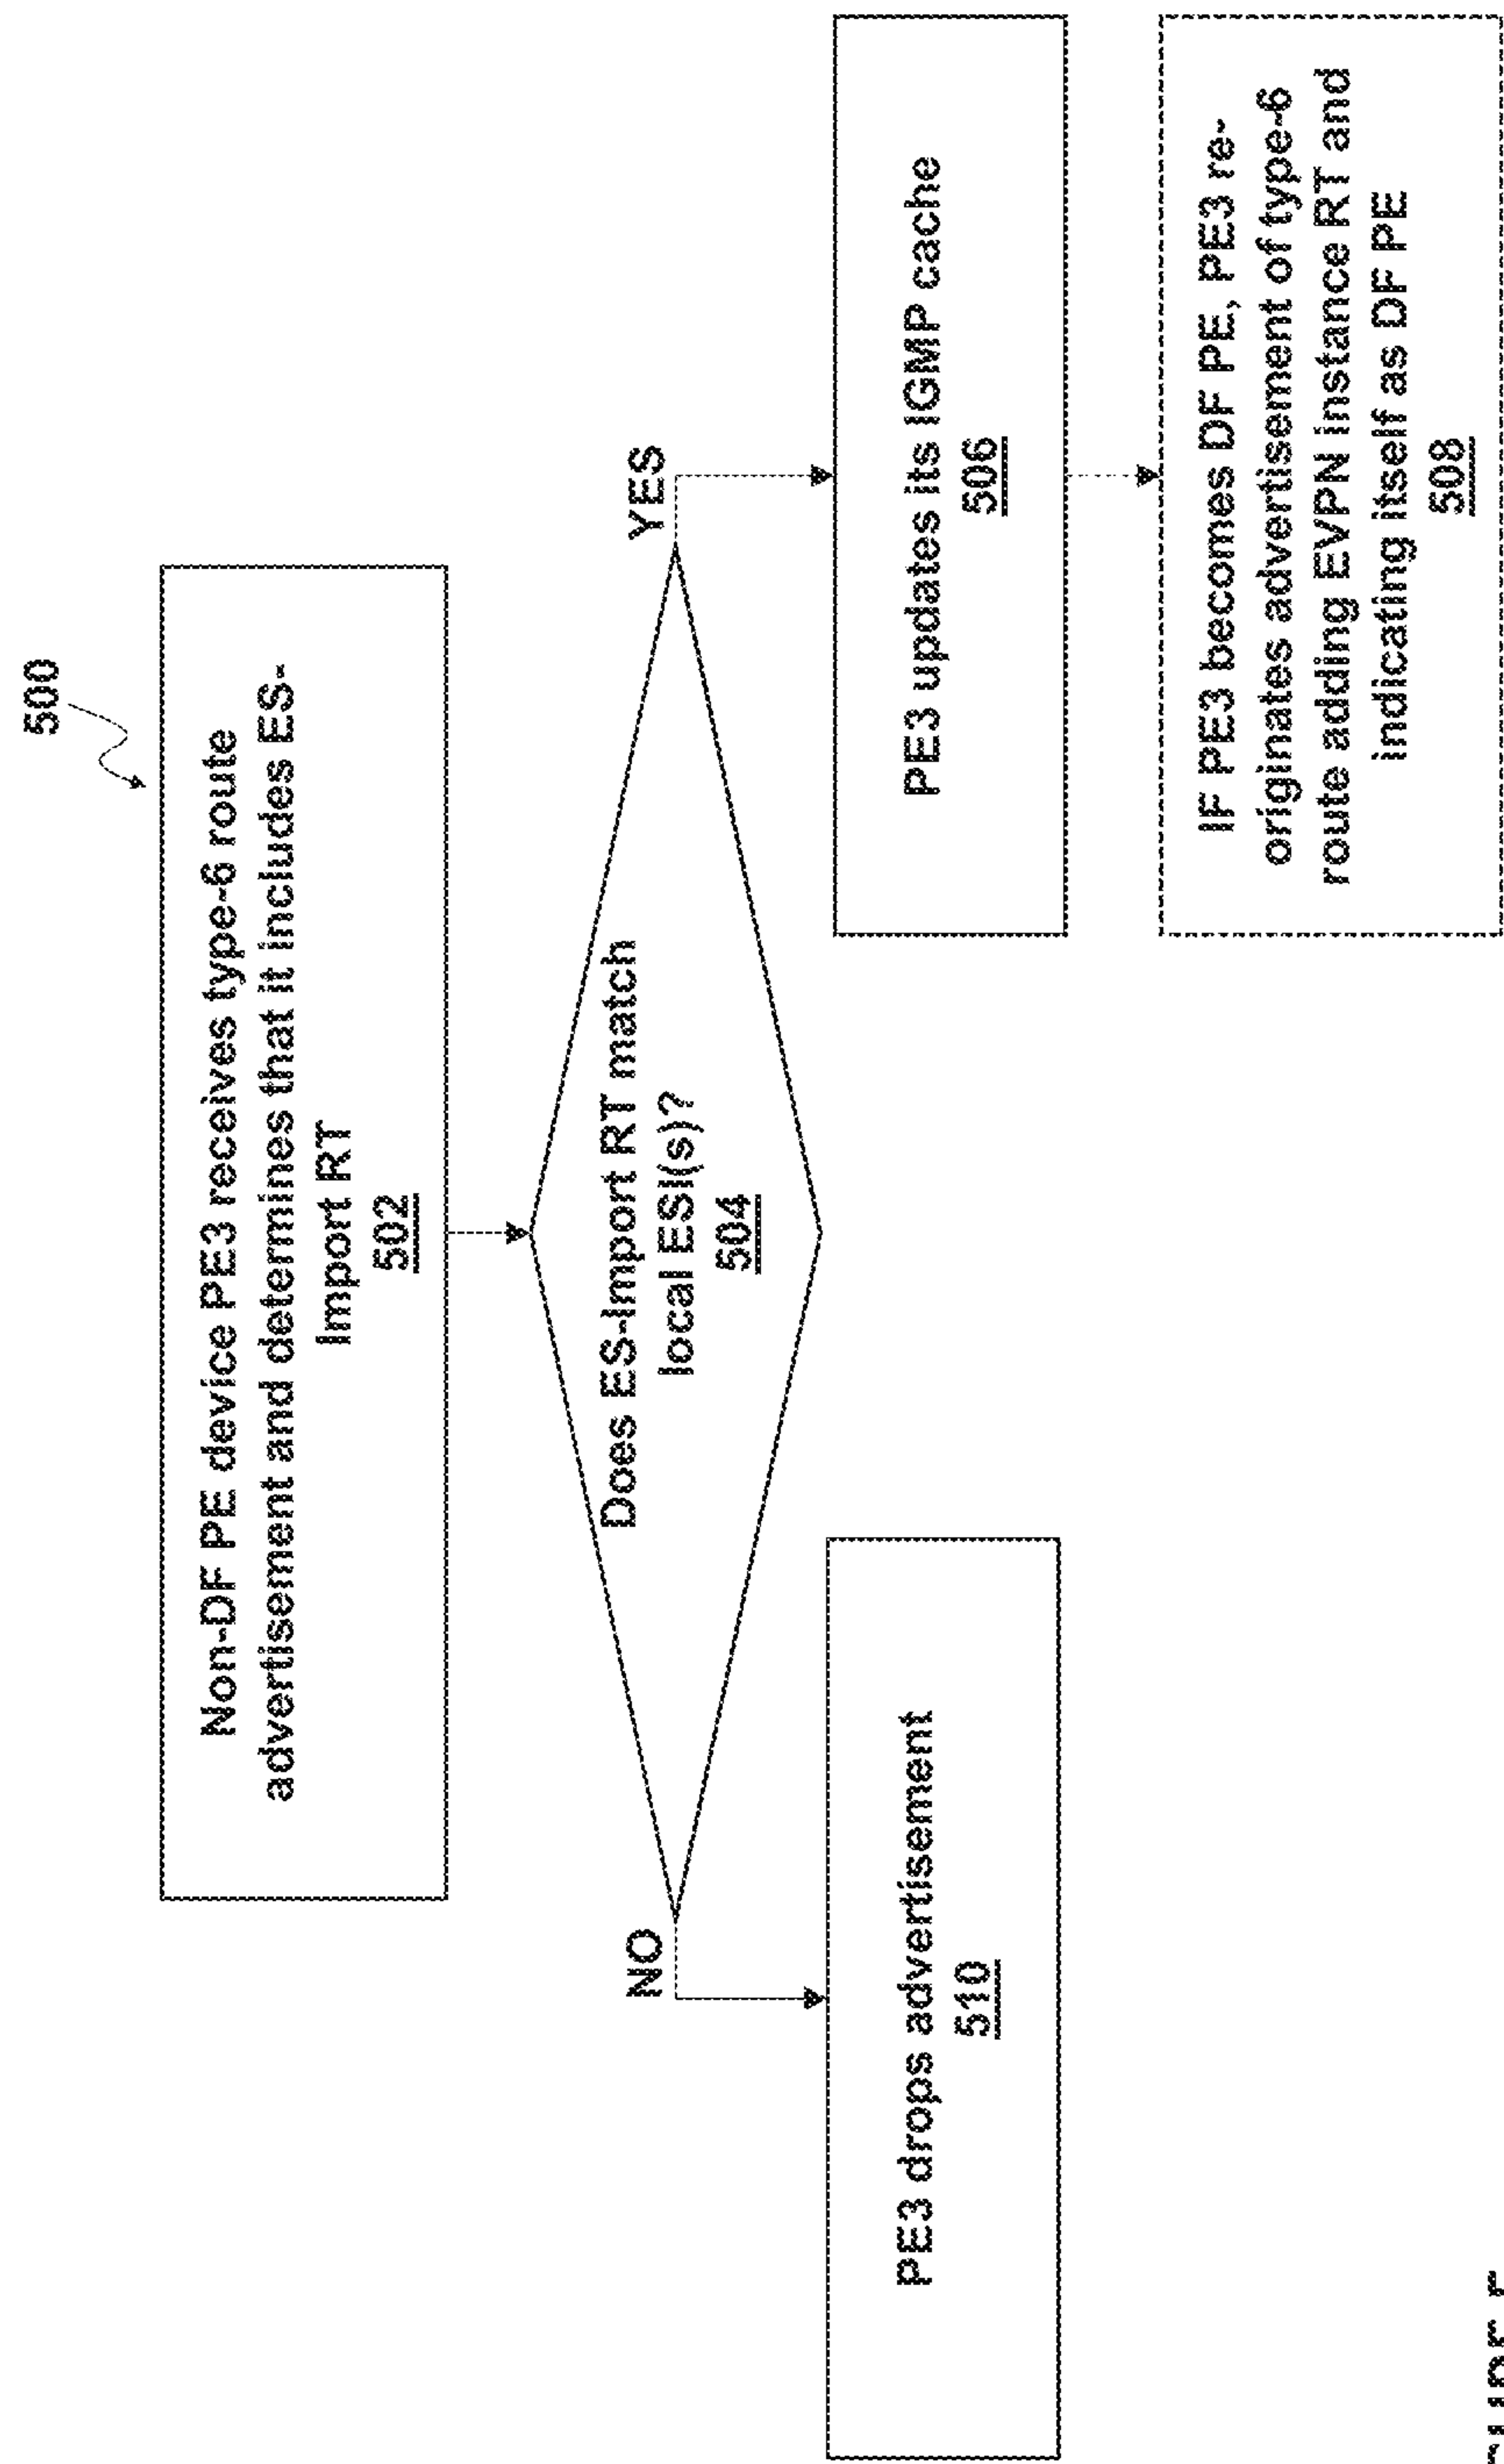 500
Non-DF PE device PE3 receives type-6 route
advertisement and determines that it includes ES-
Import RT
502
Does ES-Import RT match
local ESI(s)?
504
NO
YES
PE3 drops advertisement
510
PE3 updates its IGMP cache
506
IF PE3 becomes DF PE, PE3 re-
originates advertisement of type-6
route adding EVPN instance RT and
indicating itself as DF PE
508